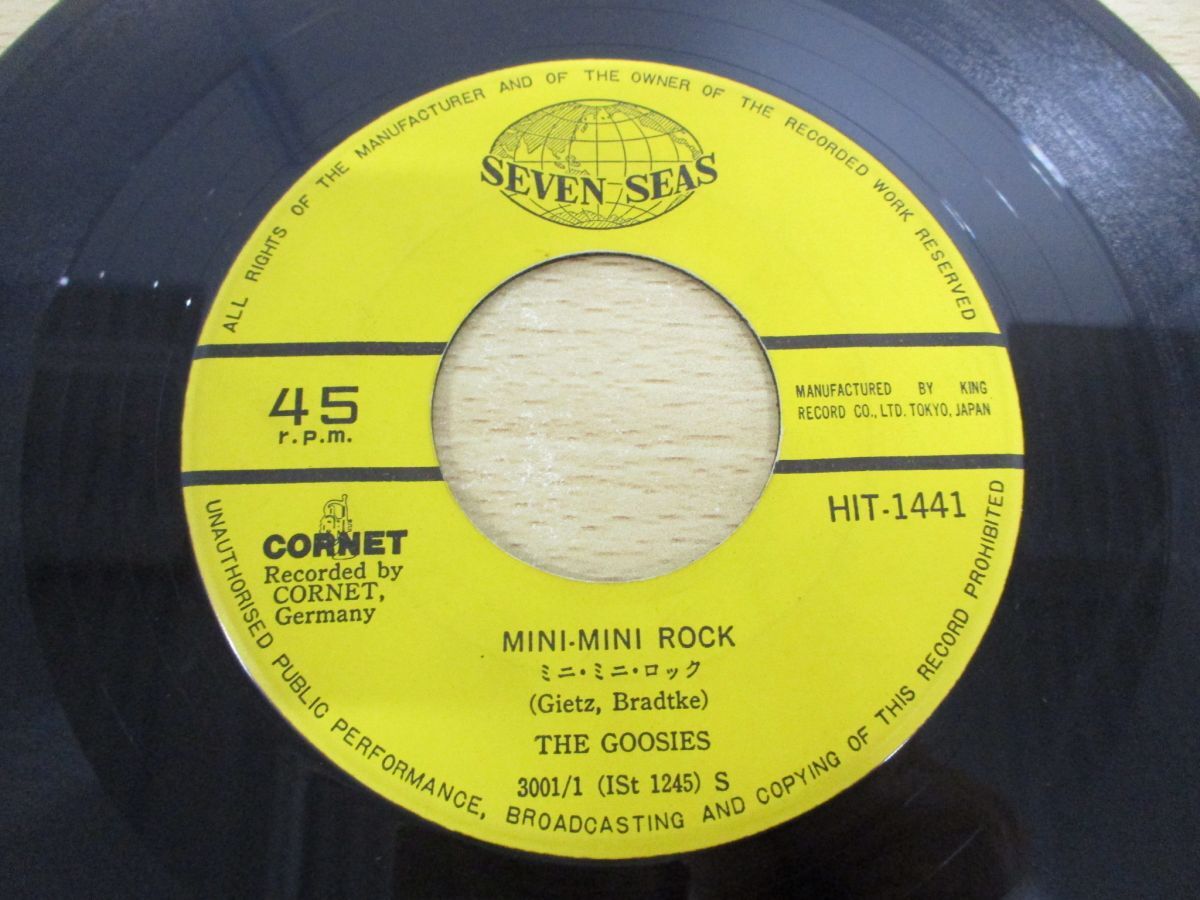 ALL RIGHTS OF THE MANUFACTURER AND OF THE OWNER OF THE RECORDED WORK RESERVED
SEVEN SEAS
45
r.p.m.
MANUFACTURED BY KING
RECORD CO., LTD. TOKYO, JAPAN
HIT-1441
CORNET
Recorded by
CORNET,
Germany
MINI-MINI ROCK
ミニ・ミニ・ロック
(Gietz, Bradtke)
THE GOOSIES
3001/1 (ISt 1245) S
UNAUTHORISED PUBLIC PERFORMANCE, BROADCASTING AND COPYING OF THIS RECORD PROHIBITED